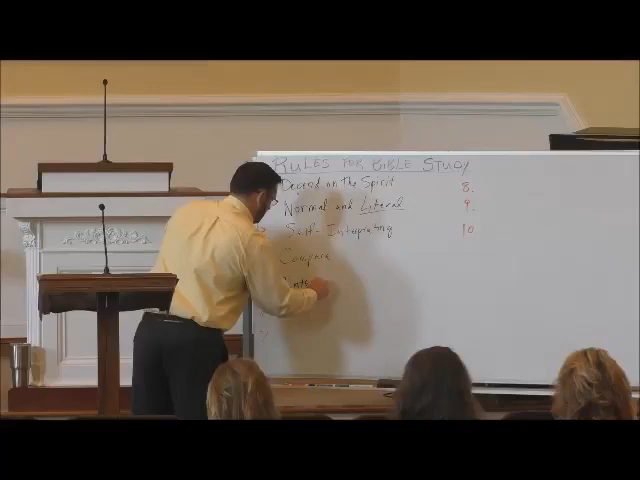 RULES FOR BIBLE STUDY
Depend on the Spirit
8.
Normal and Literal
9.
Self-Interpreting
10
Compare